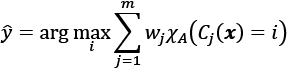 ŷ = arg max_i ∑_{j=1}^{m} w_j χ_A (C_j(𝒙) = i)